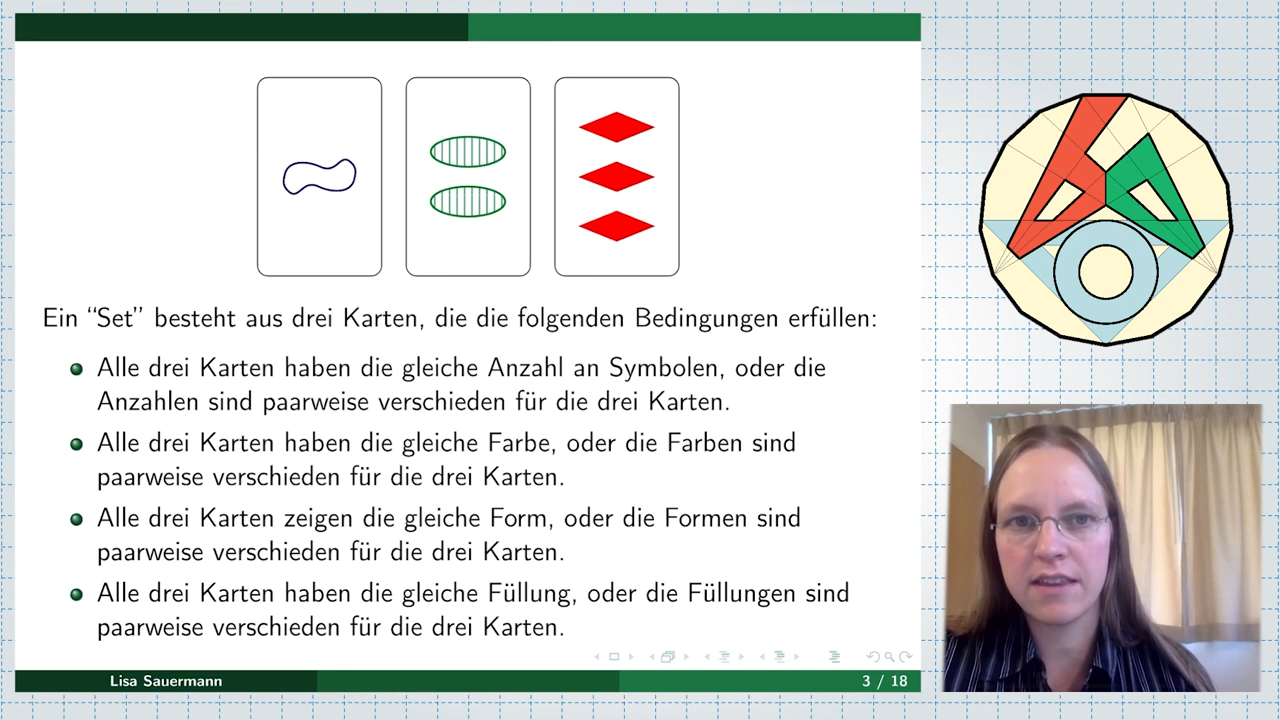 Ein “Set” besteht aus drei Karten, die die folgenden Bedingungen erfüllen:
Alle drei Karten haben die gleiche Anzahl an Symbolen, oder die
Anzahlen sind paarweise verschieden für die drei Karten.
Alle drei Karten haben die gleiche Farbe, oder die Farben sind
paarweise verschieden für die drei Karten.
Alle drei Karten zeigen die gleiche Form, oder die Formen sind
paarweise verschieden für die drei Karten.
Alle drei Karten haben die gleiche Füllung, oder die Füllungen sind
paarweise verschieden für die drei Karten.
Lisa Sauermann
3 / 18